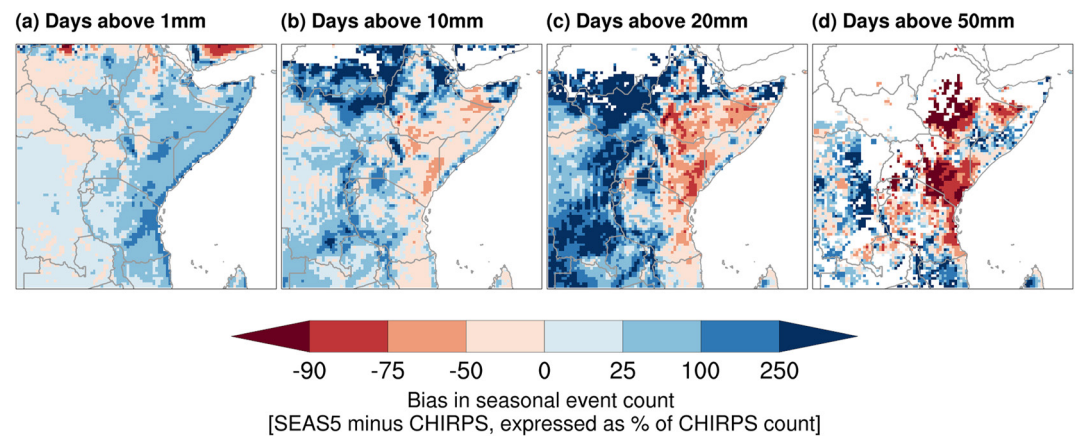 (a) Days above 1mm
(b) Days above 10mm
(c) Days above 20mm
(d) Days above 50mm
-90 -75 -50 0 25 100 250
Bias in seasonal event count
[SEAS5 minus CHIRPS, expressed as % of CHIRPS count]